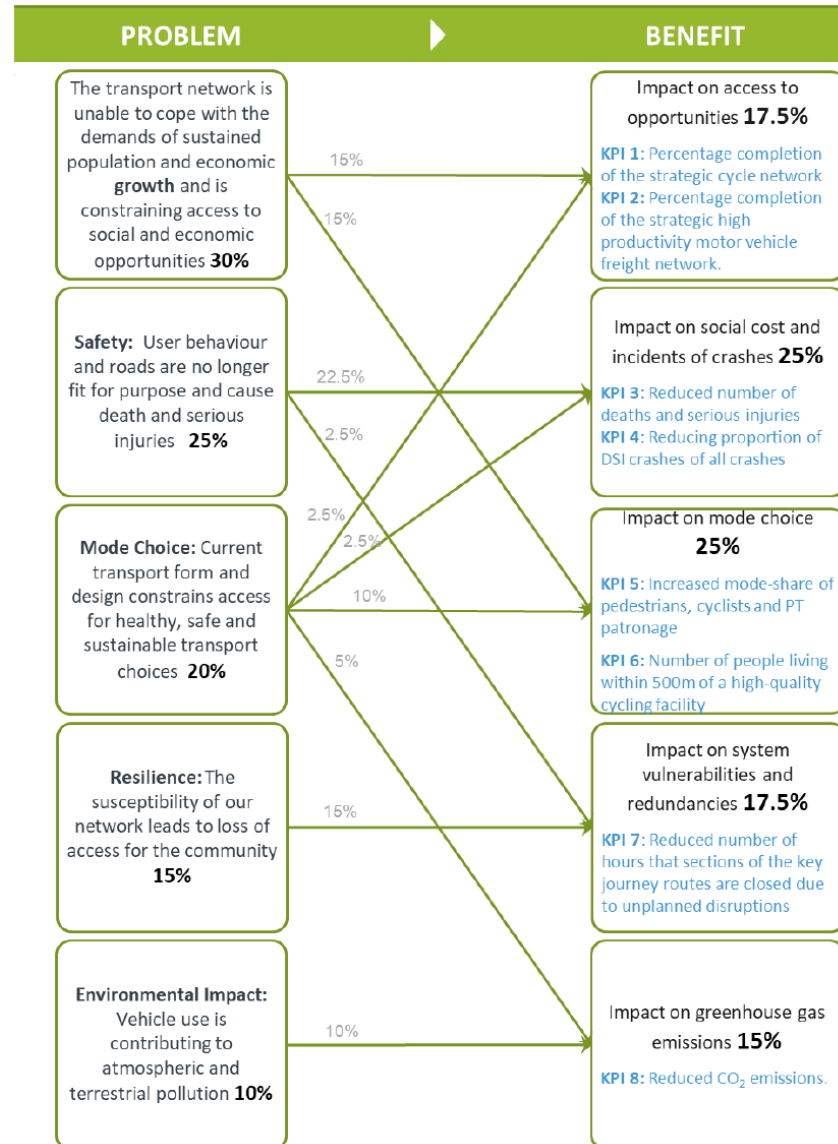 PROBLEM
BENEFIT
The transport network is
unable to cope with the
demands of sustained
population and economic
growth and is
constraining access to
social and economic
opportunities 30%
Safety: User behaviour
and roads are no longer
fit for purpose and cause
death and serious
injuries 25%
Mode Choice: Current
transport form and
design constrains access
for healthy, safe and
sustainable transport
choices 20%
Resilience: The
susceptibility of our
network leads to loss of
access for the community
15%
Environmental Impact:
Vehicle use is
contributing to
atmospheric and
terrestrial pollution 10%
15%
15%
22.5%
2.5%
2.5%
2.5%
10%
5%
15%
10%
Impact on access to
opportunities 17.5%
KPI 1: Percentage completion
of the strategic cycle network
KPI 2: Percentage completion
of the strategic high
productivity motor vehicle
freight network.
Impact on social cost and
incidents of crashes 25%
KPI 3: Reduced number of
deaths and serious injuries
KPI 4: Reducing proportion of
DSI crashes of all crashes
Impact on mode choice
25%
KPI 5: Increased mode-share of
pedestrians, cyclists and PT
patronage
KPI 6: Number of people living
within 500m of a high-quality
cycling facility
Impact on system
vulnerabilities and
redundancies 17.5%
KPI 7: Reduced number of
hours that sections of the key
journey routes are closed due
to unplanned disruptions
Impact on greenhouse gas
emissions 15%
KPI 8: Reduced CO₂ emissions.